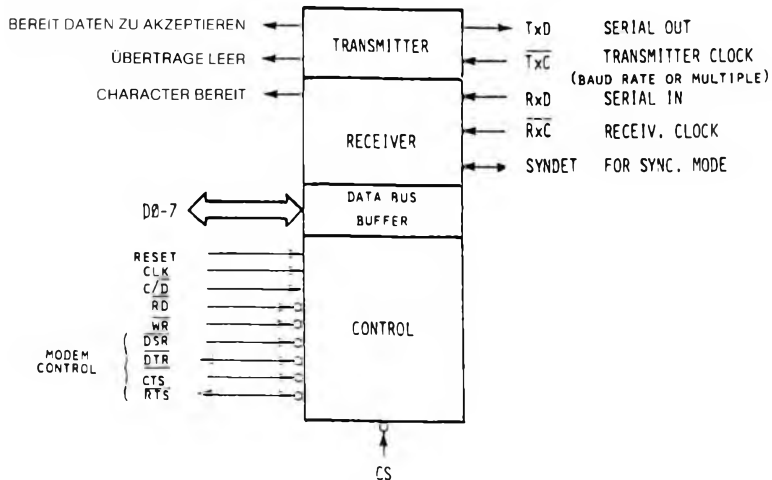 BEREIT DATEN ZU AKZEPTIEREN
TRANSMITTER
TxD SERIAL OUT
ÜBERTRAGE LEER
TxC TRANSMITTER CLOCK
(BAUD RATE OR MULTIPLE)
CHARACTER BEREIT
RxD SERIAL IN
RECEIVER
RxC RECEIV. CLOCK
SYNDET FOR SYNC. MODE
DATA BUS
BUFFER
DØ-7
RESET
CLK
C/D
RD
WR
DSR
DTR
CTS
RTS
MODEM
CONTROL
CONTROL
CS